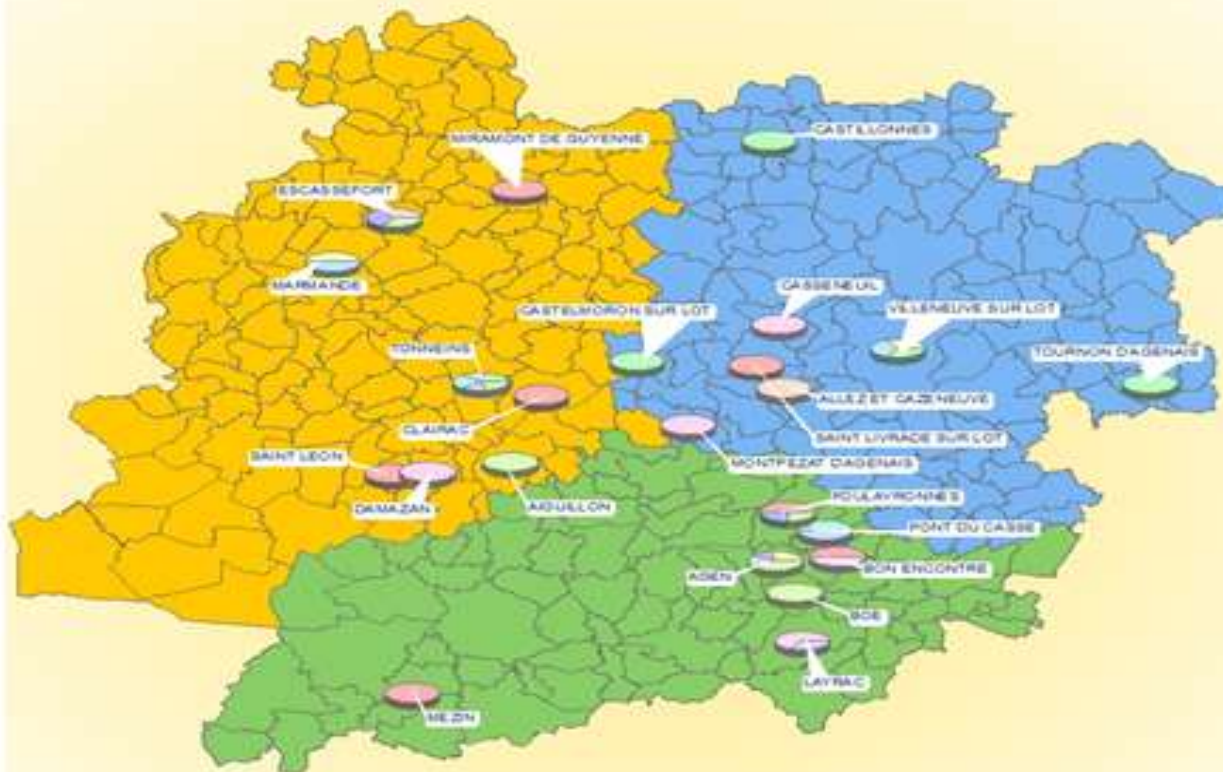 CASTILLONNES
MIRAMONT DE GUYENNE
ESCASSEFORT
MARMANDE
CASSENEUIL
CASTELMORON SUR LOT
VILLENEUVE SUR LOT
TONNEINS
TOURNON D'AGENAIS
ALLEZ ET CAZENEUVE
CLAIRAC
SAINT LIVRADE SUR LOT
SAINT LEON
MONTPEZAT D'AGENAIS
FOULAYRONNES
DAMAZAN
AIGUILLON
PONT DU CASSE
AGEN
BON ENCONTRE
BOE
LAYRAC
MEZIN